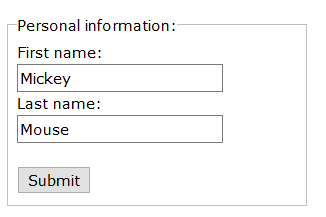 Personal information:
First name:
Mickey
Last name:
Mouse
Submit